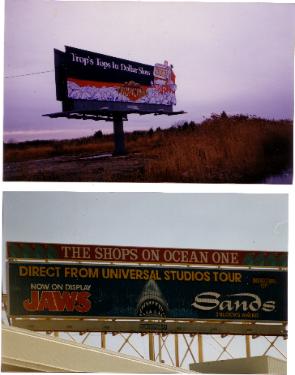 Trop's Tops In Dollar Slots
THE SHOPS ON OCEAN ONE
DIRECT FROM UNIVERSAL STUDIOS TOUR
NOW ON DISPLAY
JAWS
Sands